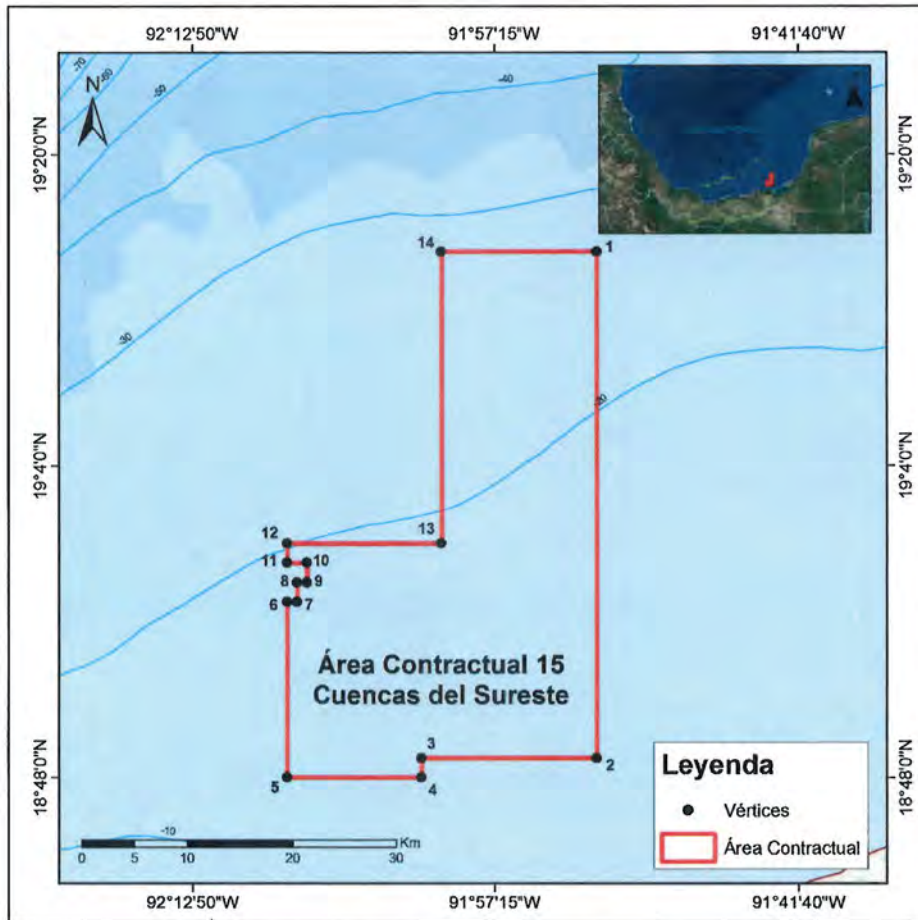 92°12'50"W 91°57'15"W 91°41'40"W
-70
-60
-50
-40
N
19°20'0"N 19°20'0"N
14 1
-30
-20
19°4'0"N 19°4'0"N
12 13
11 10
8 9
6 7
Área Contractual 15
Cuencas del Sureste
3
2
4
5
18°48'0"N 18°48'0"N
Leyenda
Vértices
Área Contractual
-10
Km
0 5 10 20 30
92°12'50"W 91°57'15"W 91°41'40"W